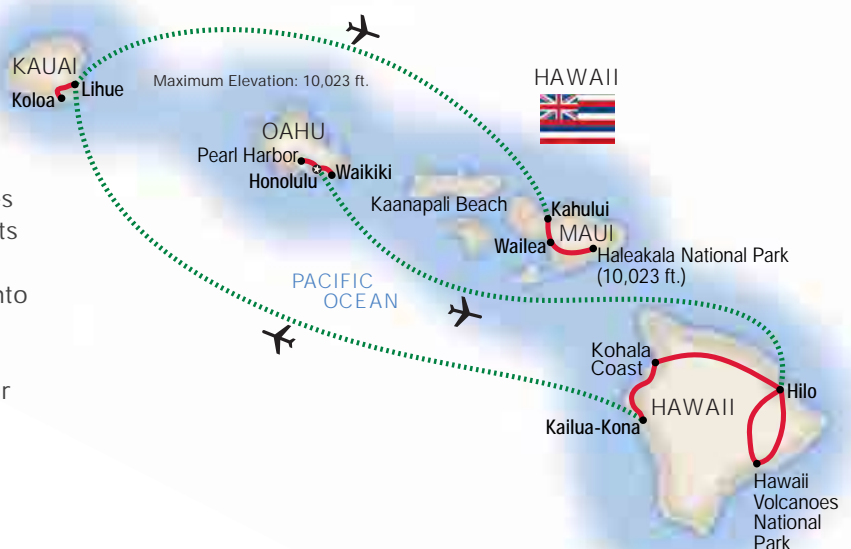 KAUAI
Koloa
Lihue
Maximum Elevation: 10,023 ft.
HAWAII
OAHU
Pearl Harbor
Honolulu
Waikiki
Kaanapali Beach
Kahului
Wailea
MAUI
Haleakala National Park
(10,023 ft.)
PACIFIC
OCEAN
Kohala
Coast
HAWAII
Hilo
Kailua-Kona
Hawaii
Volcanoes
National
Park